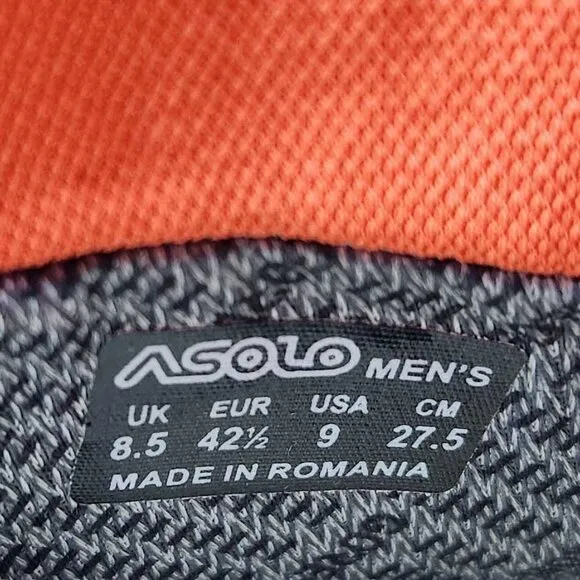 ASOLO MEN'S
UK EUR USA CM
8.5 42½ 9 27.5
MADE IN ROMANIA